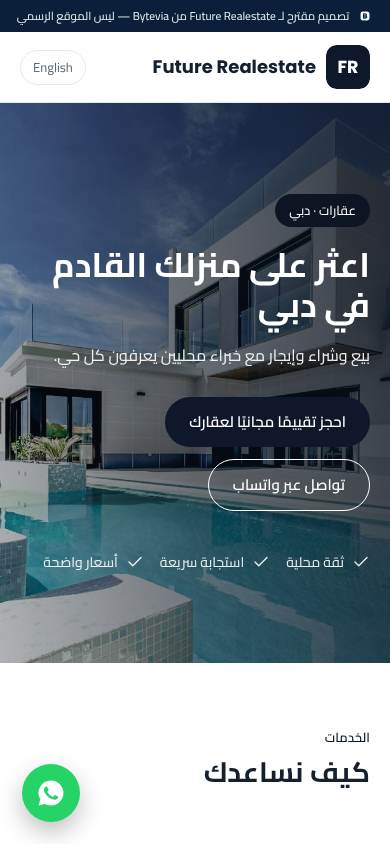 تصميم مقترح لـ Future Realestate من Bytevia — ليس الموقع الرسمي
FR Future Realestate
English
عقارات · دبي
اعثر على منزلك القادم
في دبي
بيع وشراء وإيجار مع خبراء محليين يعرفون كل حي.
احجز تقييمًا مجانيًا لعقارك
تواصل عبر واتساب
ثقة محلية استجابة سريعة أسعار واضحة
الخدمات
كيف نساعدك